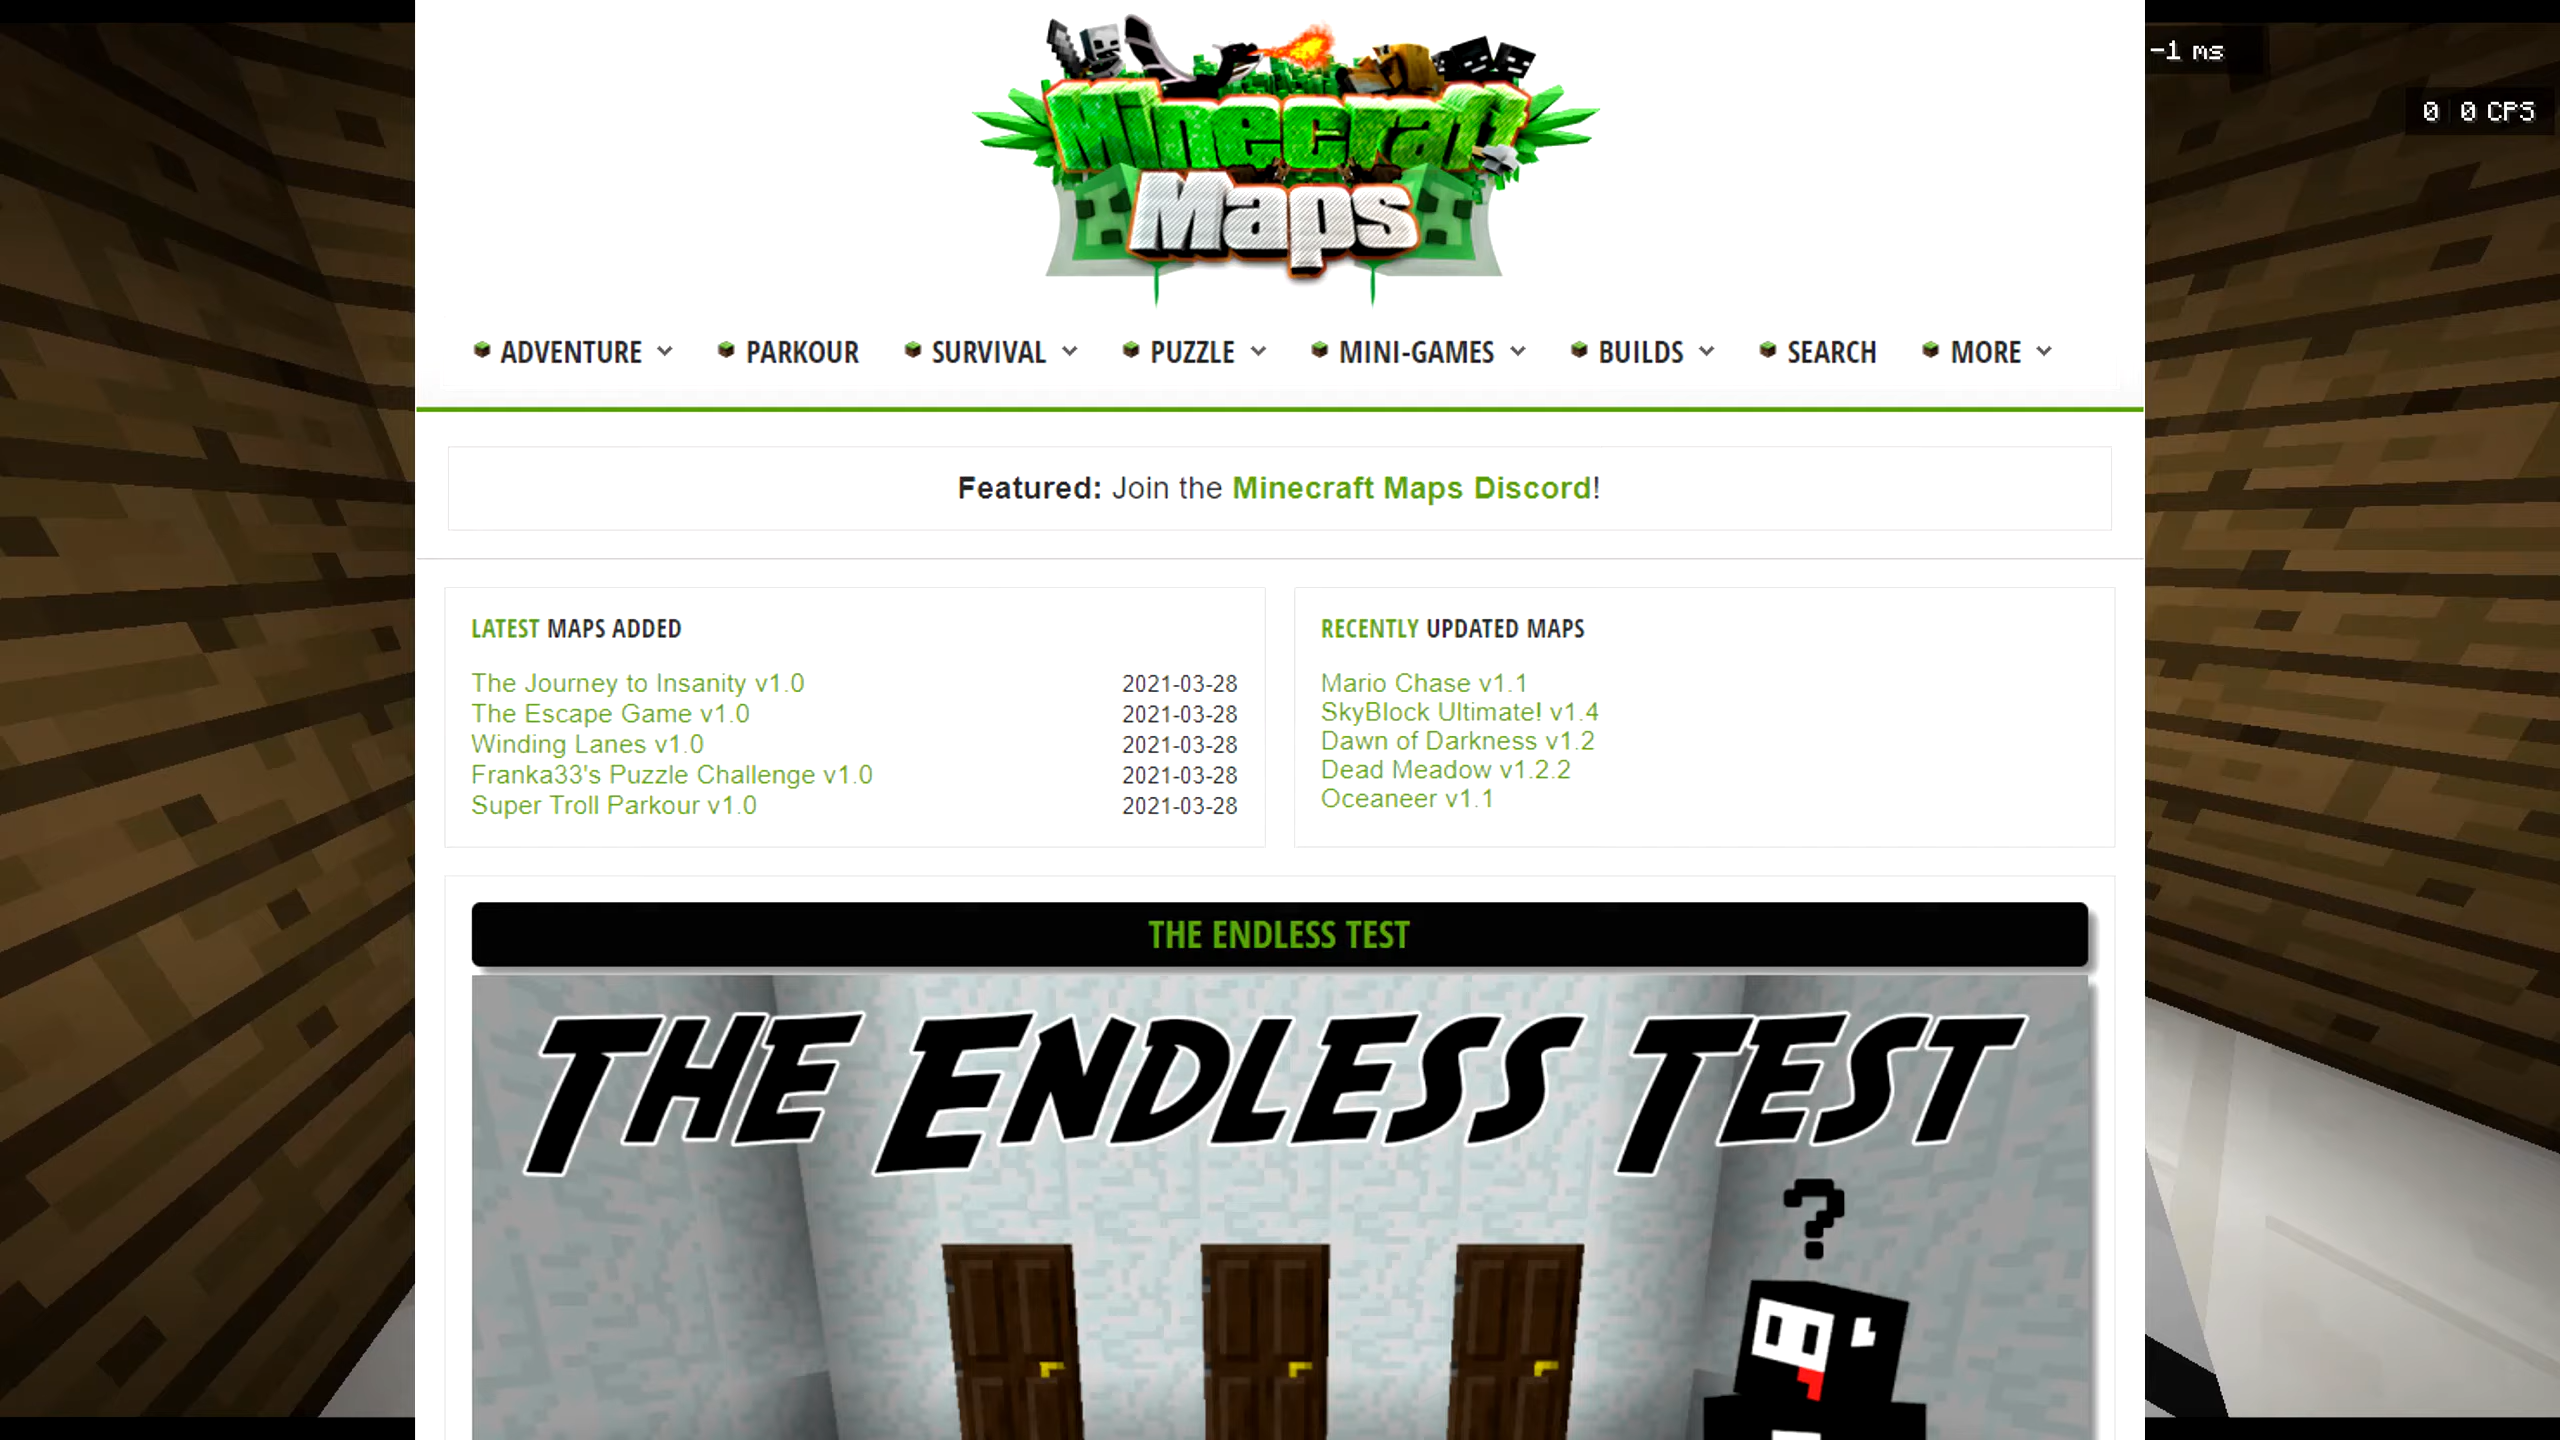 -1 ms
0 0 CPS
Minecraft
Maps
ADVENTURE PARKOUR SURVIVAL PUZZLE MINI-GAMES BUILDS SEARCH MORE
Featured: Join the Minecraft Maps Discord!
LATEST MAPS ADDED
The Journey to Insanity v1.0 2021-03-28
The Escape Game v1.0 2021-03-28
Winding Lanes v1.0 2021-03-28
Franka33's Puzzle Challenge v1.0 2021-03-28
Super Troll Parkour v1.0 2021-03-28
RECENTLY UPDATED MAPS
Mario Chase v1.1
SkyBlock Ultimate! v1.4
Dawn of Darkness v1.2
Dead Meadow v1.2.2
Oceaneer v1.1
THE ENDLESS TEST
THE ENDLESS TEST
?